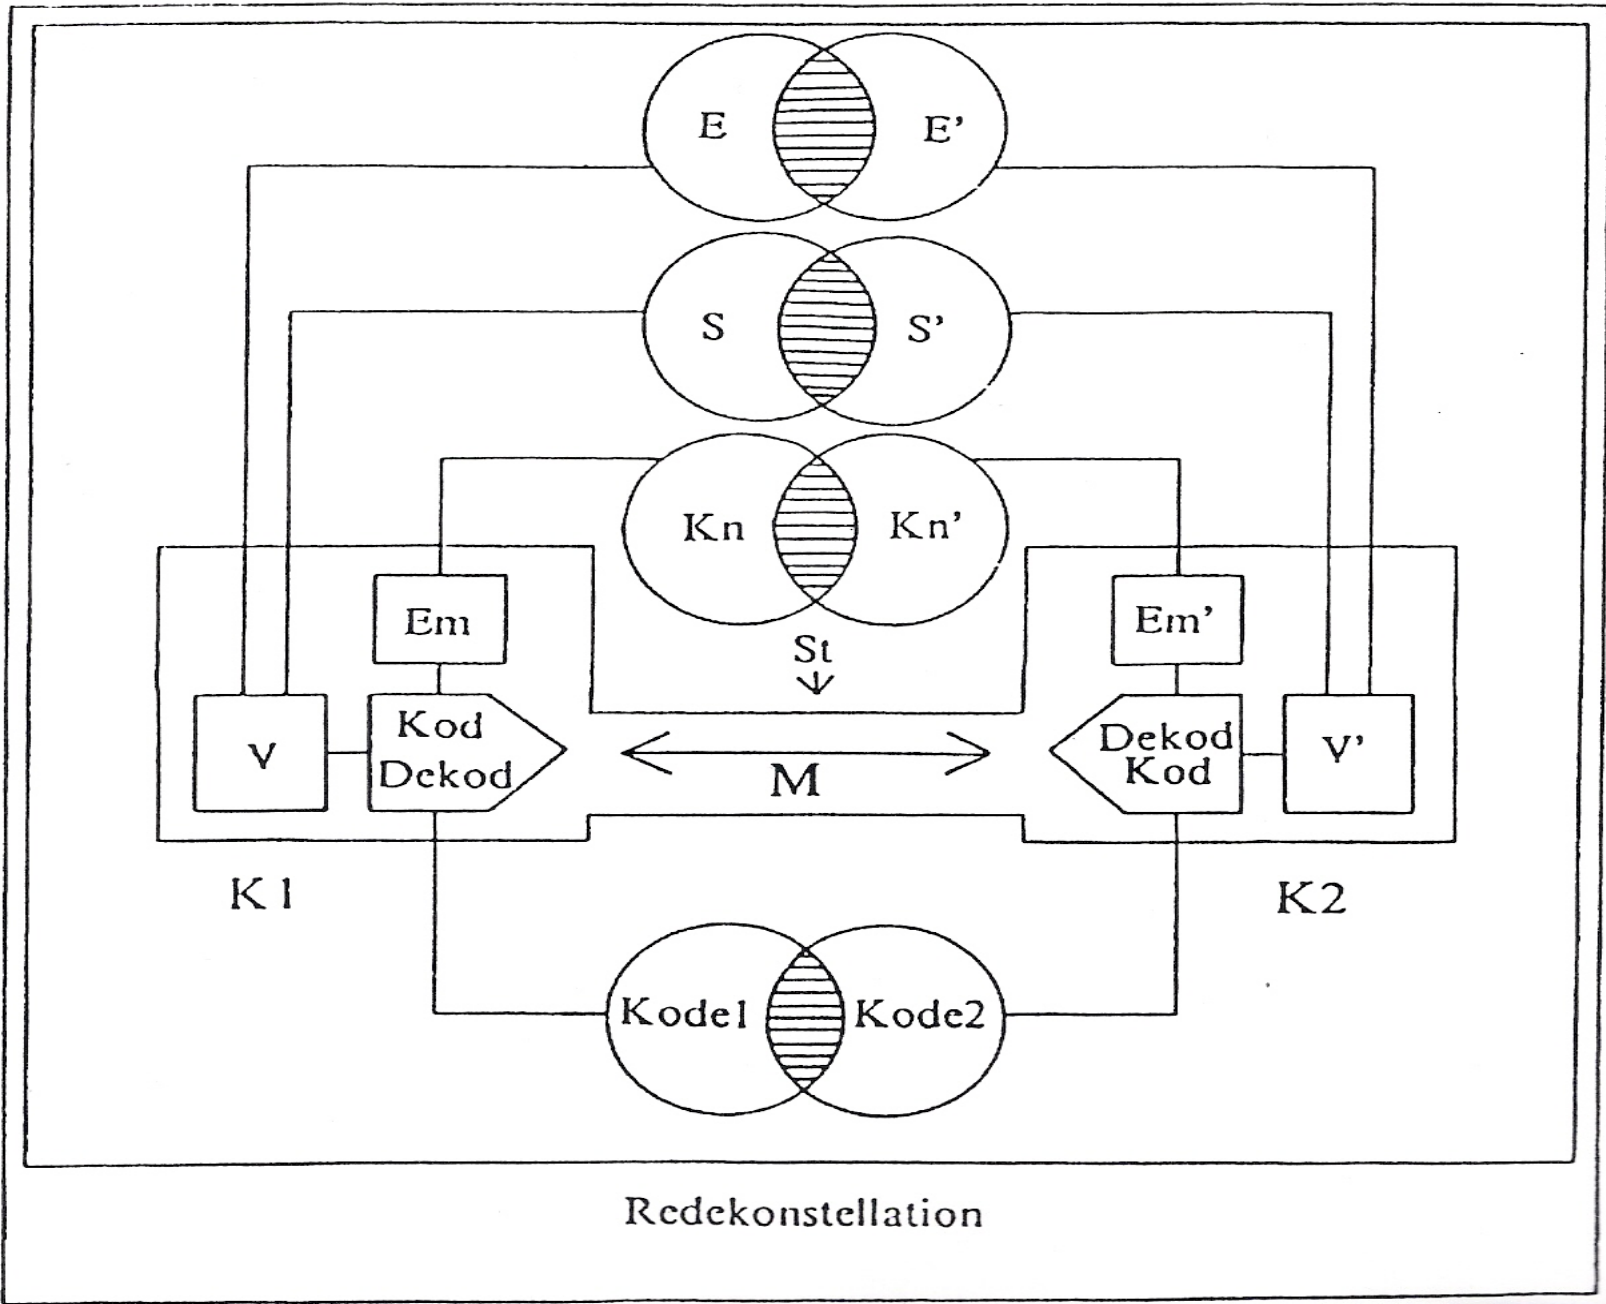 E E’
S S’
Kn Kn’
Em Em’
St
V Kod Dekod V’
Dekod M Kod
K1 K2
Kode1 Kode2
Redekonstellation